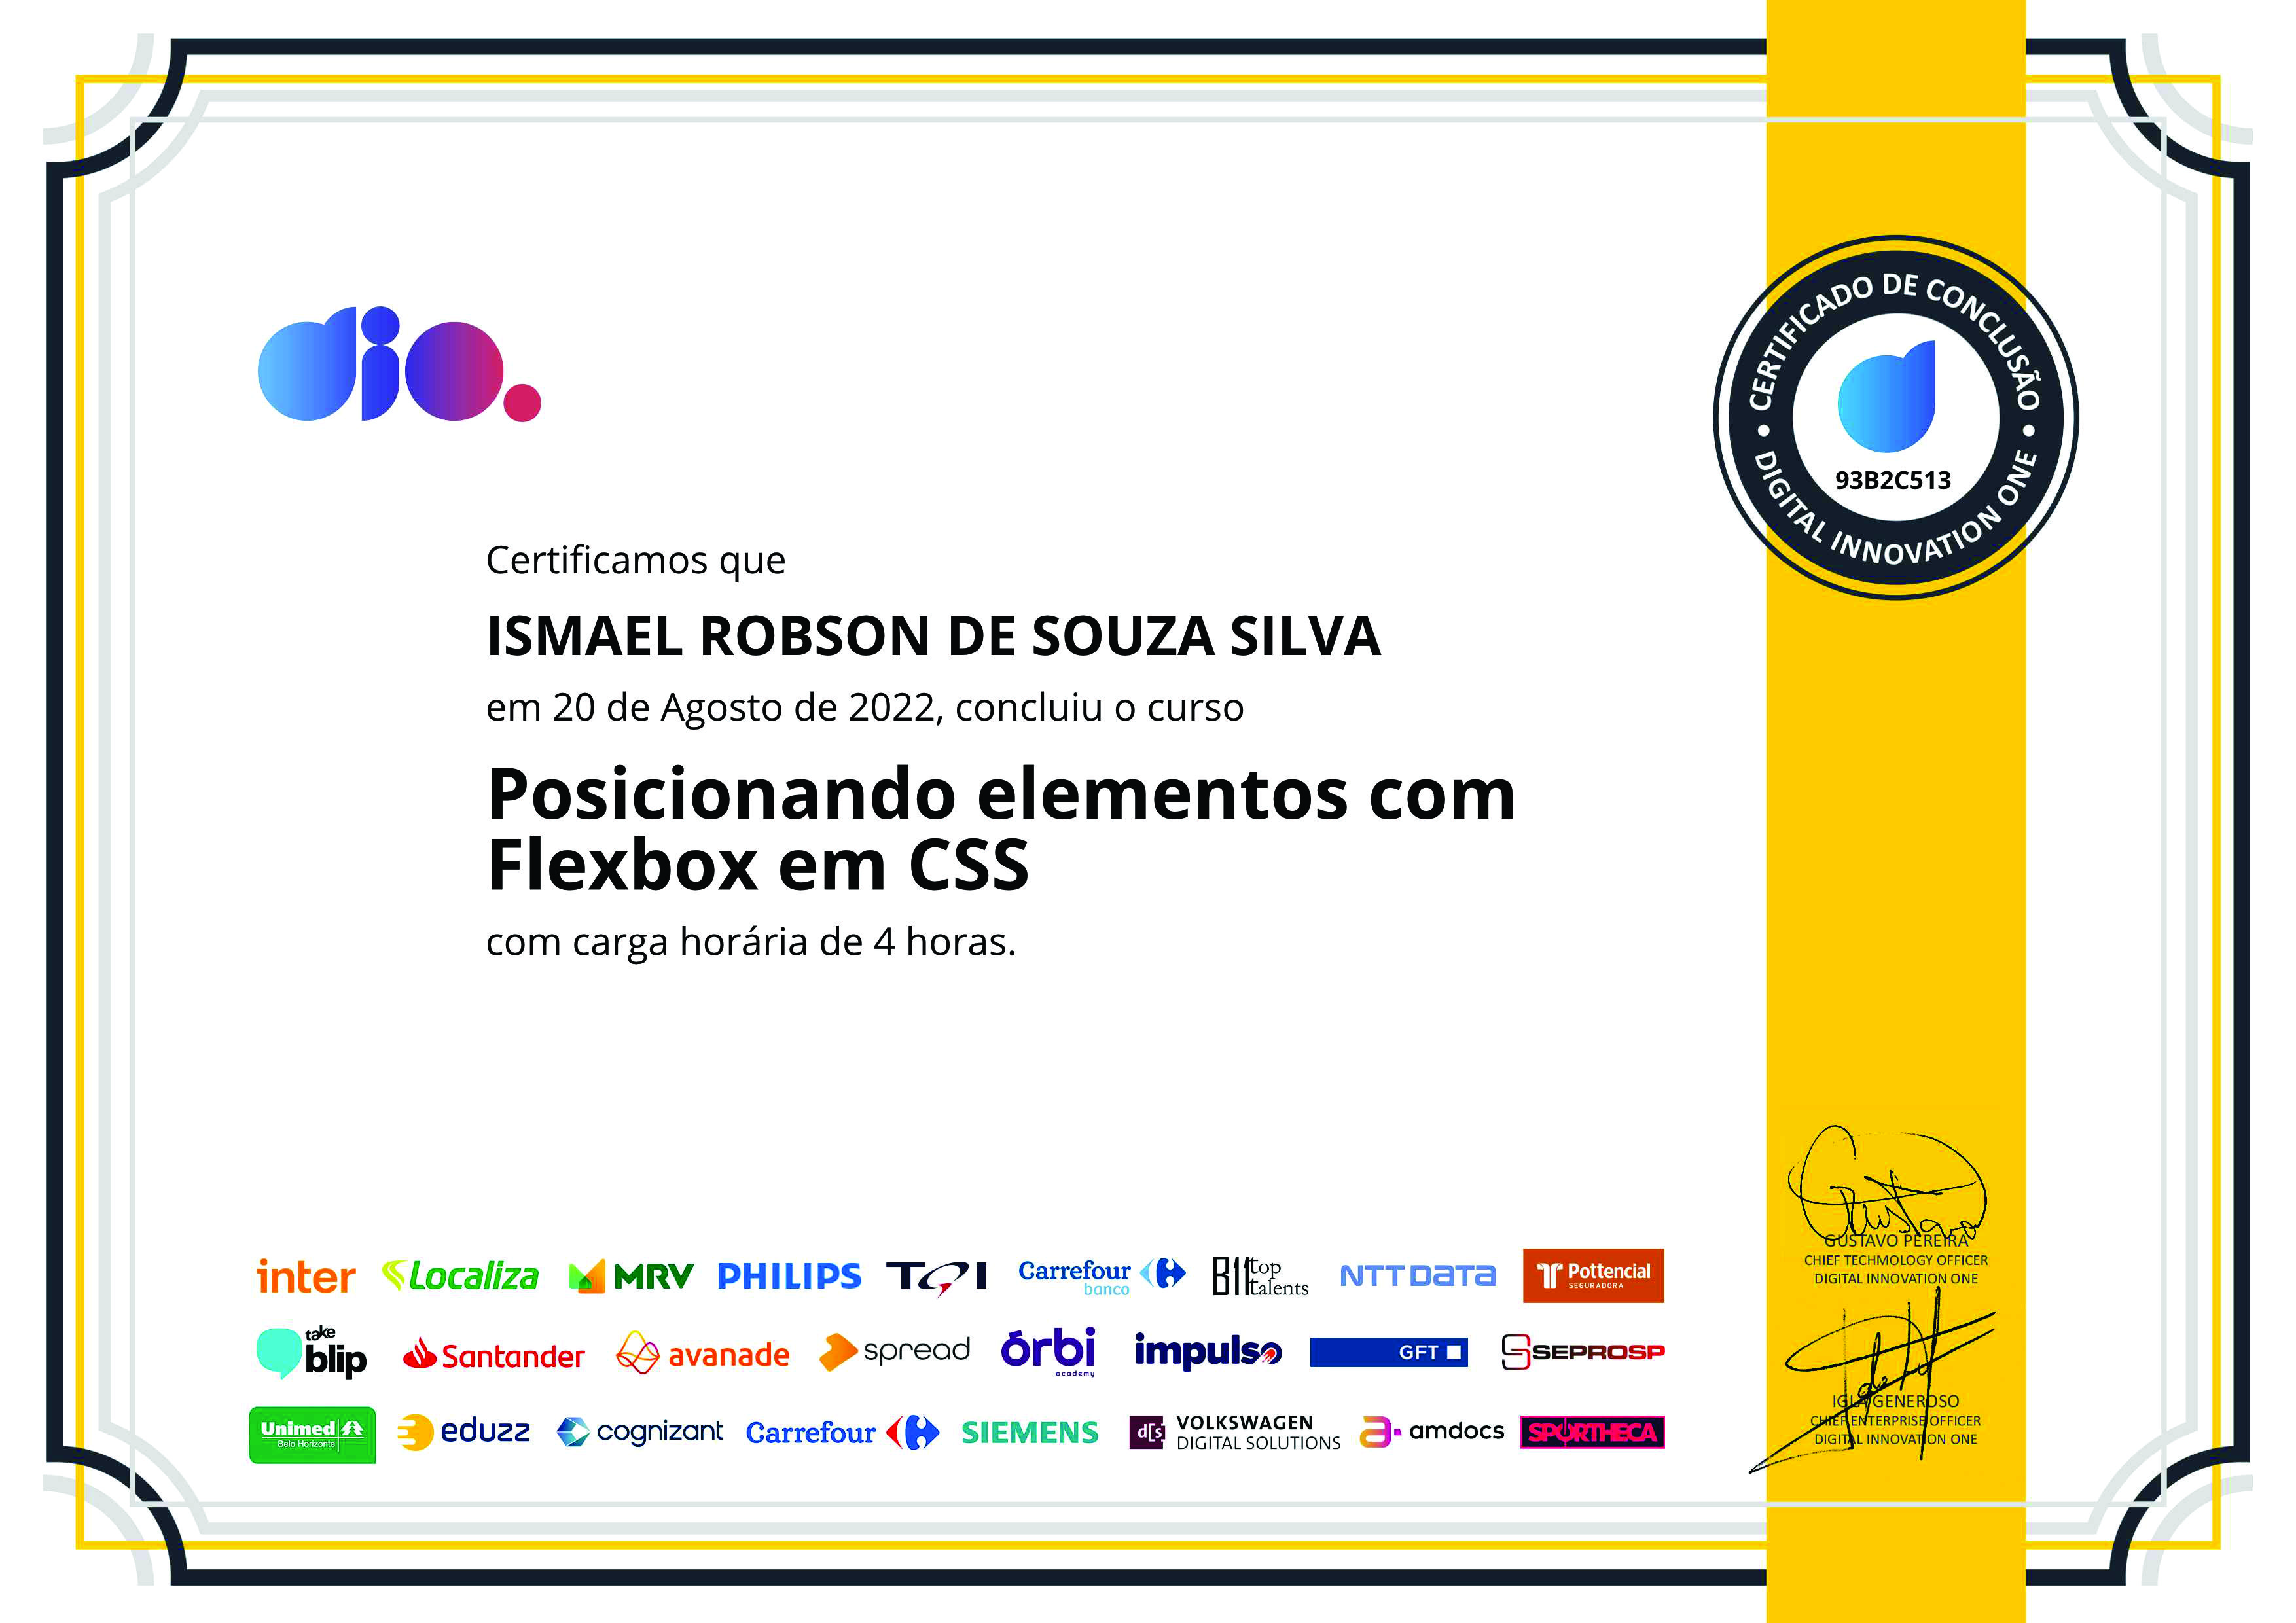 dio.
CERTIFICADO DE CONCLUSÃO
93B2C513
DIGITAL INNOVATION ONE
Certificamos que
ISMAEL ROBSON DE SOUZA SILVA
em 20 de Agosto de 2022, concluiu o curso
Posicionando elementos com
Flexbox em CSS
com carga horária de 4 horas.
GUSTAVO PEREIRA
CHIEF TECHMOLOGY OFFICER
DIGITAL INNOVATION ONE
inter Localiza MRV PHILIPS TQI Carrefour banco top talents NTT DATA Pottencial SEGURADORA
take blip Santander avanade spread órbi academy impulso GFT SEPROSP
IGLA GENEROSO
CHIEF ENTERPRISE OFFICER
DIGITAL INNOVATION ONE
Unimed Belo Horizonte eduzz cognizant Carrefour SIEMENS d[s VOLKSWAGEN DIGITAL SOLUTIONS amdocs SPORTHECA